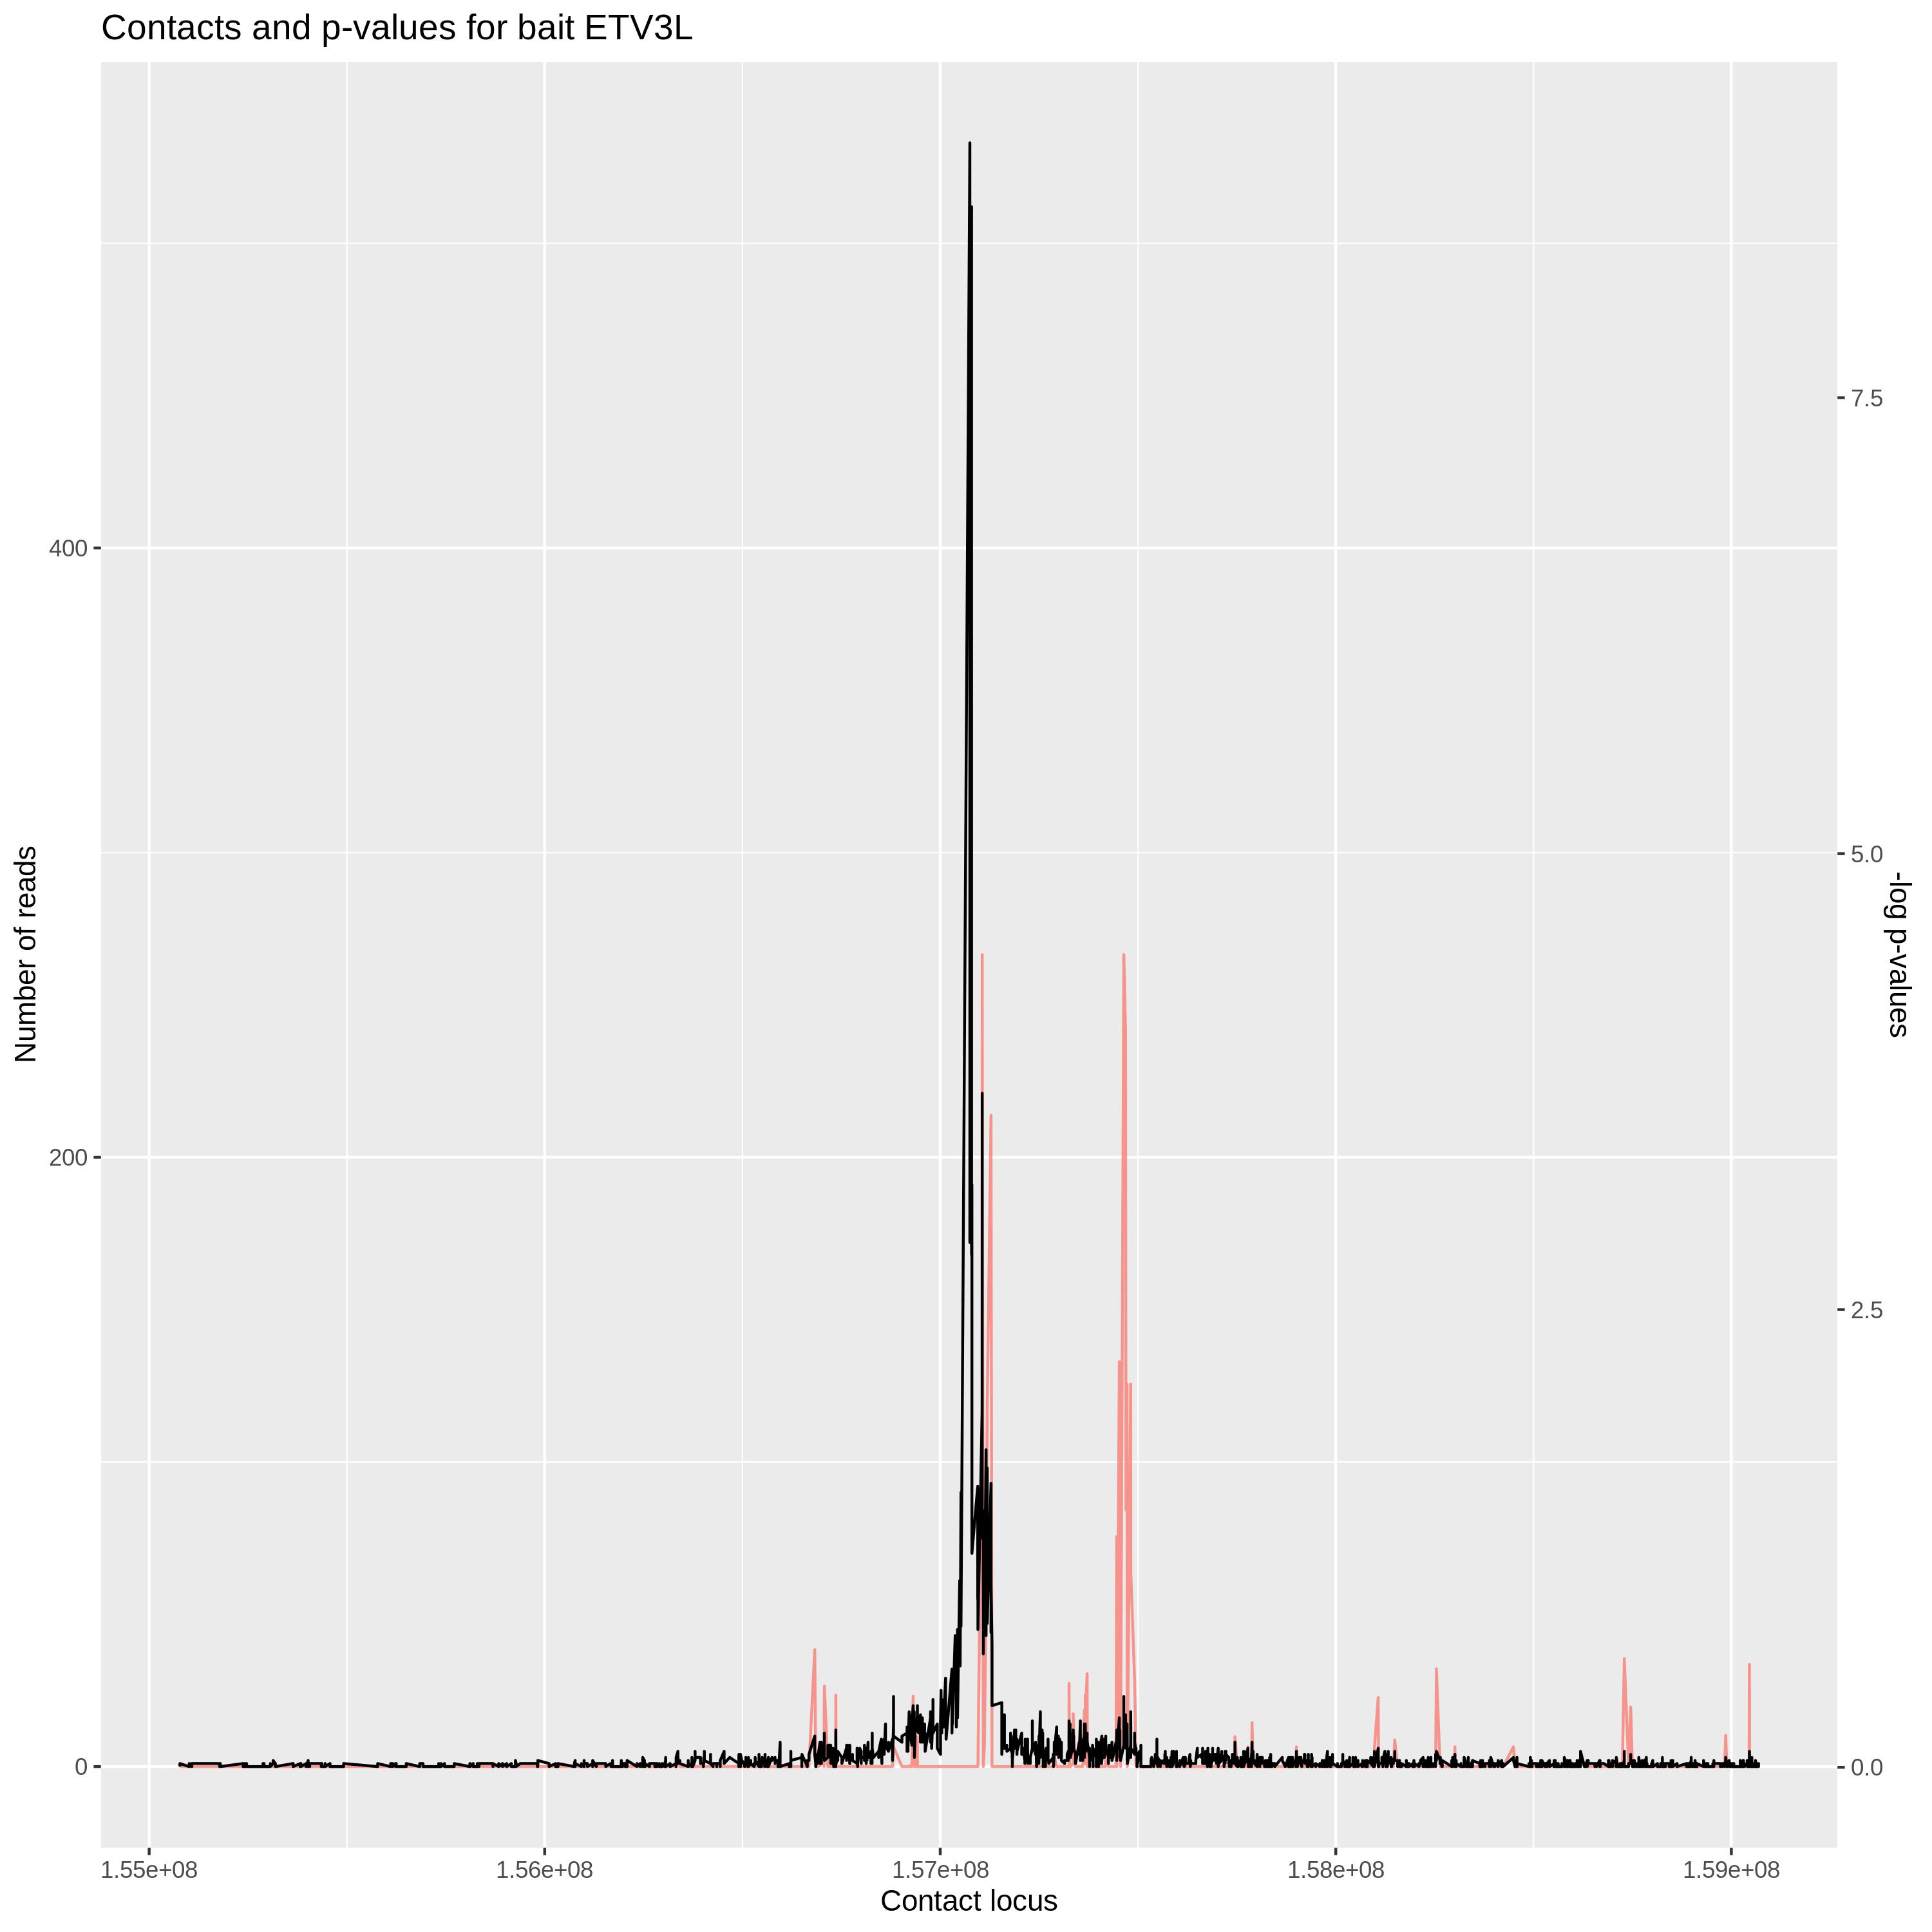 Contacts and p-values for bait ETV3L
400
200
0
Number of reads
7.5
5.0
2.5
0.0
-log p-values
1.55e+08 1.56e+08 1.57e+08 1.58e+08 1.59e+08
Contact locus